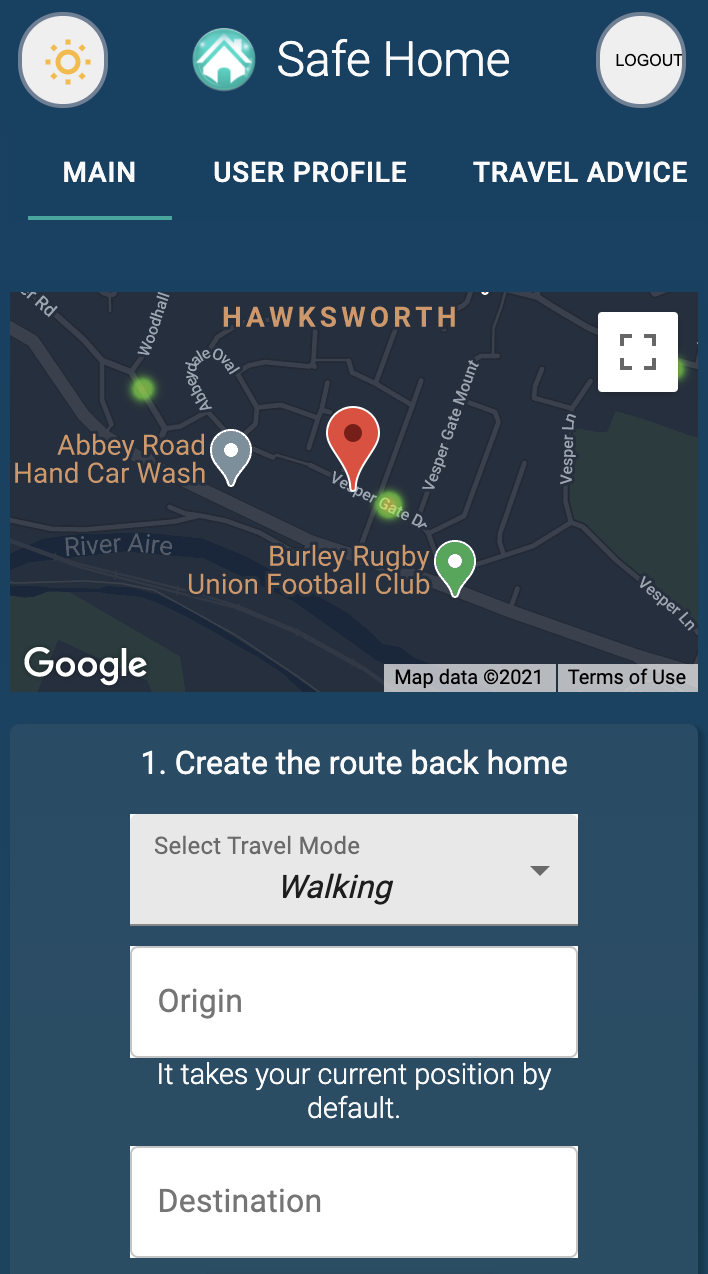 Safe Home
LOGOUT
MAIN
USER PROFILE
TRAVEL ADVICE
Rd
Woodhall
HAWKSWORTH
Abbeydale Oval
Abbey Road
Hand Car Wash
Vesper Gate Mount
Vesper Ln
Vesper Gate Dr
River Aire
Burley Rugby
Union Football Club
Vesper Ln
Google
Map data ©2021
Terms of Use
1. Create the route back home
Select Travel Mode
Walking
Origin
It takes your current position by
default.
Destination